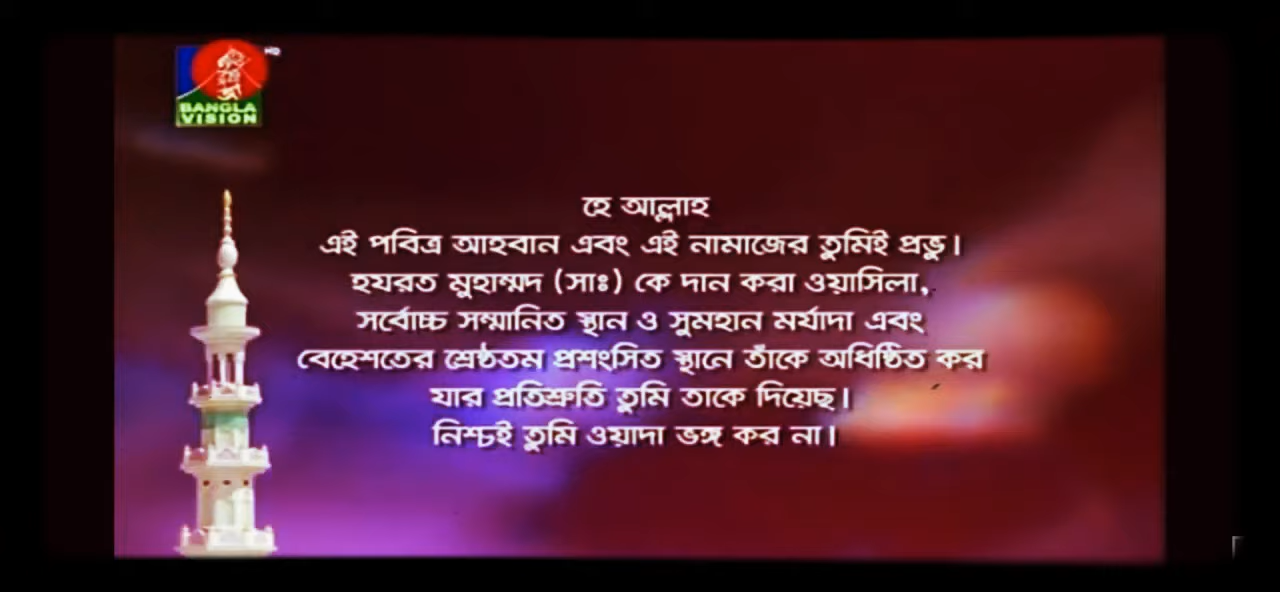 HD
BANGLA
VISION
হে আল্লাহ
এই পবিত্র আহবান এবং এই নামাজের তুমিই প্রভু।
হযরত মুহাম্মদ (সাঃ) কে দান করা ওয়াসিলা,
সর্বোচ্চ সম্মানিত স্থান ও সুমহান মর্যাদা এবং
বেহেশতের শ্রেষ্ঠতম প্রশংসিত স্থানে তাঁকে অধিষ্ঠিত কর
যার প্রতিশ্রুতি তুমি তাকে দিয়েছ।
নিশ্চই তুমি ওয়াদা ভঙ্গ কর না।